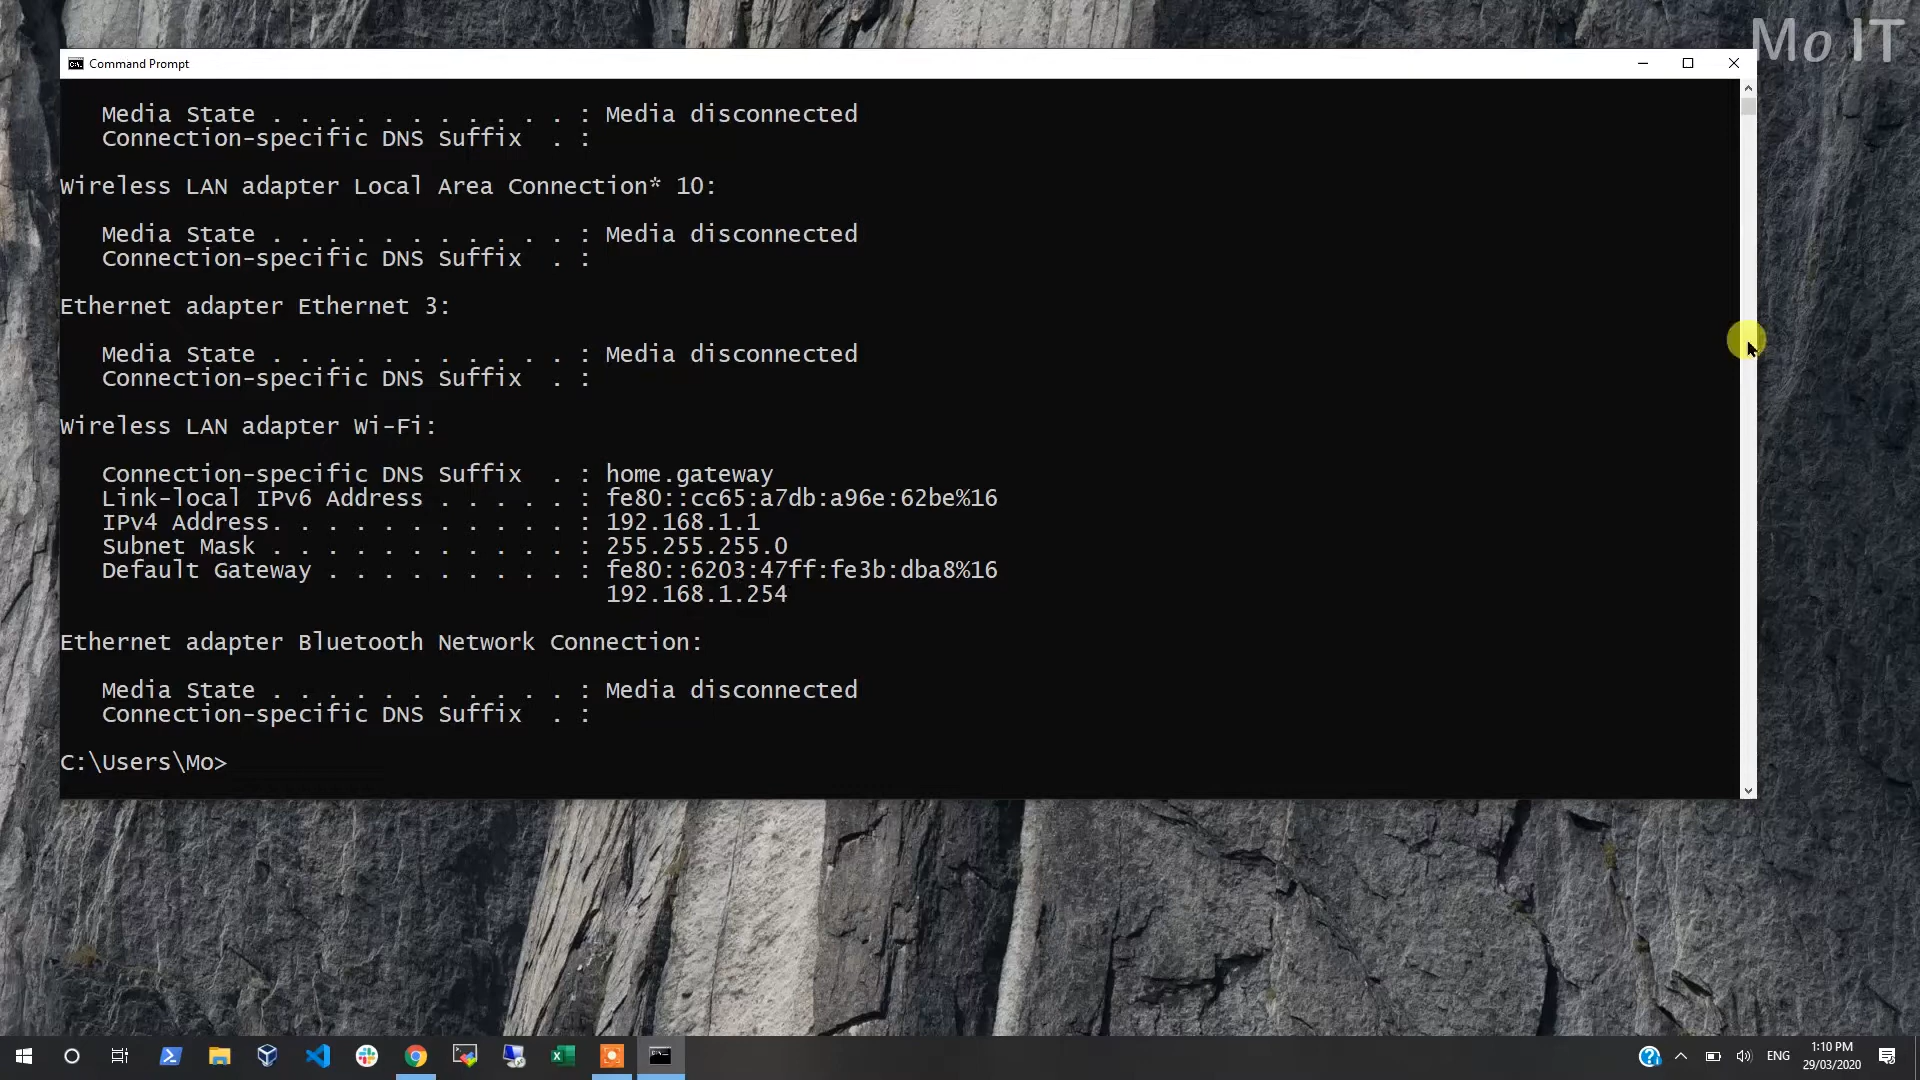 Mo IT
Command Prompt
Media State . . . . . . . . . . . : Media disconnected
Connection-specific DNS Suffix  . :
Wireless LAN adapter Local Area Connection* 10:
Media State . . . . . . . . . . . : Media disconnected
Connection-specific DNS Suffix  . :
Ethernet adapter Ethernet 3:
Media State . . . . . . . . . . . : Media disconnected
Connection-specific DNS Suffix  . :
Wireless LAN adapter Wi-Fi:
Connection-specific DNS Suffix  . : home.gateway
Link-local IPv6 Address . . . . . : fe80::cc65:a7db:a96e:62be%16
IPv4 Address. . . . . . . . . . . : 192.168.1.1
Subnet Mask . . . . . . . . . . . : 255.255.255.0
Default Gateway . . . . . . . . . : fe80::6203:47ff:fe3b:dba8%16
192.168.1.254
Ethernet adapter Bluetooth Network Connection:
Media State . . . . . . . . . . . : Media disconnected
Connection-specific DNS Suffix  . :
C:\Users\Mo>
ENG
1:10 PM
29/03/2020